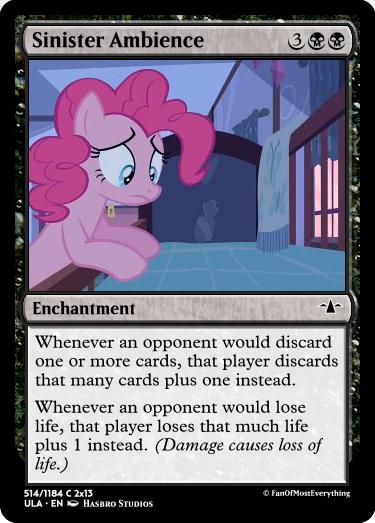 Sinister Ambience 3
Enchantment
Whenever an opponent would discard
one or more cards, that player discards
that many cards plus one instead.
Whenever an opponent would lose
life, that player loses that much life
plus 1 instead. (Damage causes loss of
life.)
514/1184 C 2x13
ULA • EN Hasbro Studios
© FanOfMostEverything